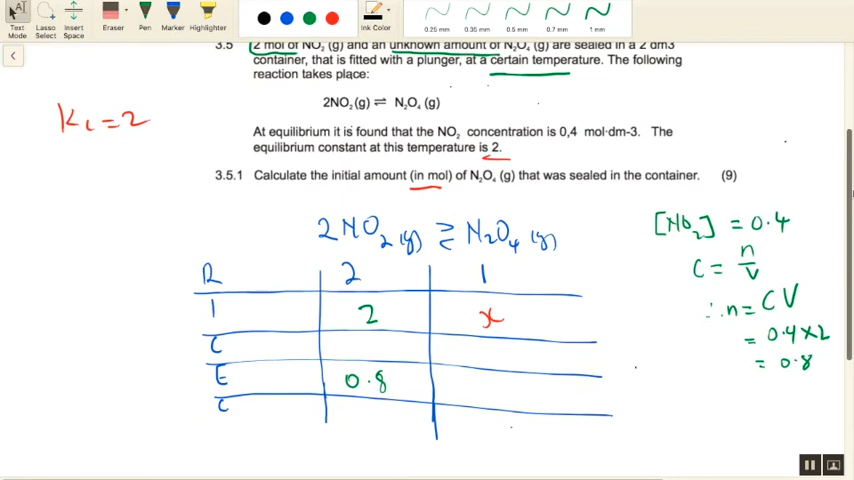 Text Mode
Lasso Select
Insert Space
Eraser
Pen
Marker
Highlighter
Ink Color
0.25 mm
0.35 mm
0.5 mm
0.7 mm
1 mm
3.5 2 mol of NO2 (g) and an unknown amount of N2O4 (g) are sealed in a 2 dm3
container, that is fitted with a plunger, at a certain temperature. The following
reaction takes place:
2NO2(g) ⇌ N2O4 (g)
At equilibrium it is found that the NO2 concentration is 0,4 mol·dm-3. The
equilibrium constant at this temperature is 2.
3.5.1 Calculate the initial amount (in mol) of N2O4 (g) that was sealed in the container. (9)
Kc = 2
2NO2(g) ⇌ N2O4(g)
R 2 1
I 2 x
C
E 0.8
C
[NO2] = 0.4
C = n/V
∴ n = CV
= 0.4 × 2
= 0.8